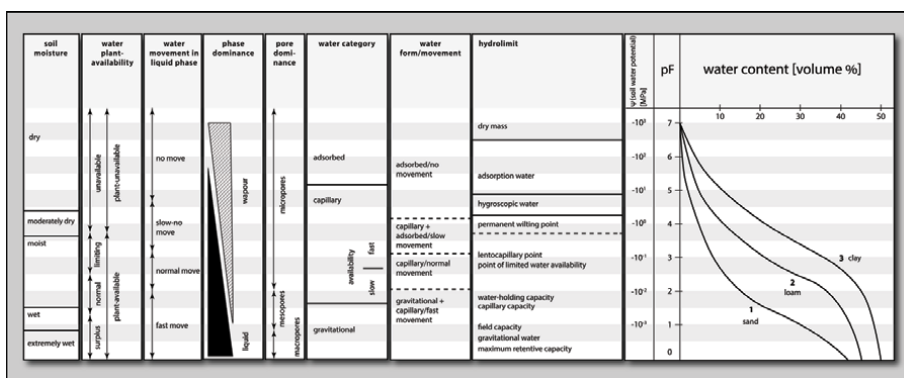 soil
moisture
water
plant-
availability
water
movement in
liquid phase
phase
dominance
pore
domi-
nance
water category
water
form/movement
hydrolimit
Ψ(soil water potential)
[MPa]
pF
water content [volume %]
10
20
30
40
50
dry
moderately dry
moist
wet
extremely wet
unavailable
limiting
normal
surplus
plant-unavailable
plant-available
no move
slow-no
move
normal move
fast move
wapour
liquid
micropores
mesopores
macropores
adsorbed
capillary
availability
fast
slow
gravitational
adsorbed/no
movement
capillary +
adsorbed/slow
movement
capillary/normal
movement
gravitational +
capillary/fast
movement
dry mass
adsorption water
hygroscopic water
permanent wilting point
lentocapillary point
point of limited water availability
water-holding capacity
capillary capacity
field capacity
gravitational water
maximum retentive capacity
-10³
-10²
-10¹
-10⁰
-10⁻¹
-10⁻²
-10⁻³
7
6
5
4
3
2
1
0
3 clay
2
loam
1
sand